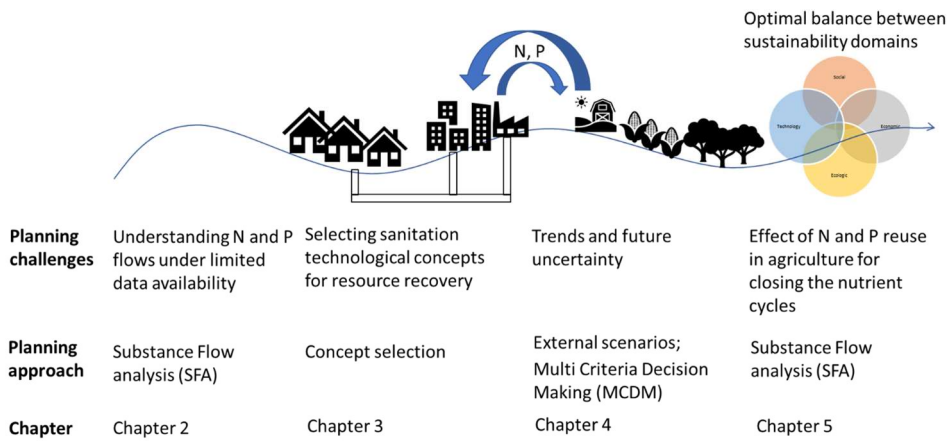 Optimal balance between
sustainability domains
N, P
Social
Technology
Economic
Ecologic
Planning
challenges
Understanding N and P
flows under limited
data availability
Selecting sanitation
technological concepts
for resource recovery
Trends and future
uncertainty
Effect of N and P reuse
in agriculture for
closing the nutrient
cycles
Planning
approach
Substance Flow
analysis (SFA)
Concept selection
External scenarios;
Multi Criteria Decision
Making (MCDM)
Substance Flow
analysis (SFA)
Chapter
Chapter 2
Chapter 3
Chapter 4
Chapter 5